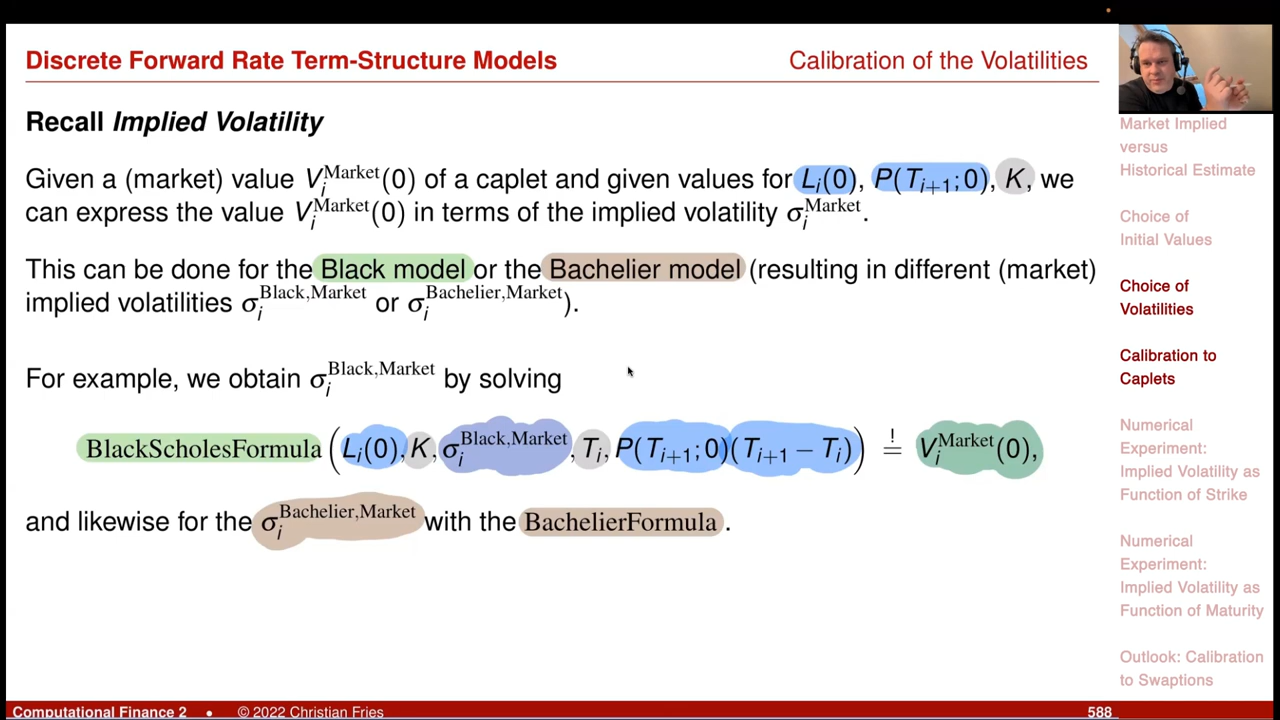 Discrete Forward Rate Term-Structure Models
Calibration of the Volatilities
Recall Implied Volatility
Given a (market) value V_i^Market(0) of a caplet and given values for L_i(0), P(T_{i+1};0), K, we
can express the value V_i^Market(0) in terms of the implied volatility σ_i^Market.
This can be done for the Black model or the Bachelier model (resulting in different (market)
implied volatilities σ_i^Black,Market or σ_i^Bachelier,Market).
For example, we obtain σ_i^Black,Market by solving
BlackScholesFormula (L_i(0), K, σ_i^Black,Market, T_i, P(T_{i+1};0)(T_{i+1} − T_i)) =^! V_i^Market(0),
and likewise for the σ_i^Bachelier,Market with the BachelierFormula.
Market Implied
versus
Historical Estimate
Choice of
Initial Values
Choice of
Volatilities
Calibration to
Caplets
Numerical
Experiment:
Implied Volatility as
Function of Strike
Numerical
Experiment:
Implied Volatility as
Function of Maturity
Outlook: Calibration
to Swaptions
Computational Finance 2 • © 2022 Christian Fries
588